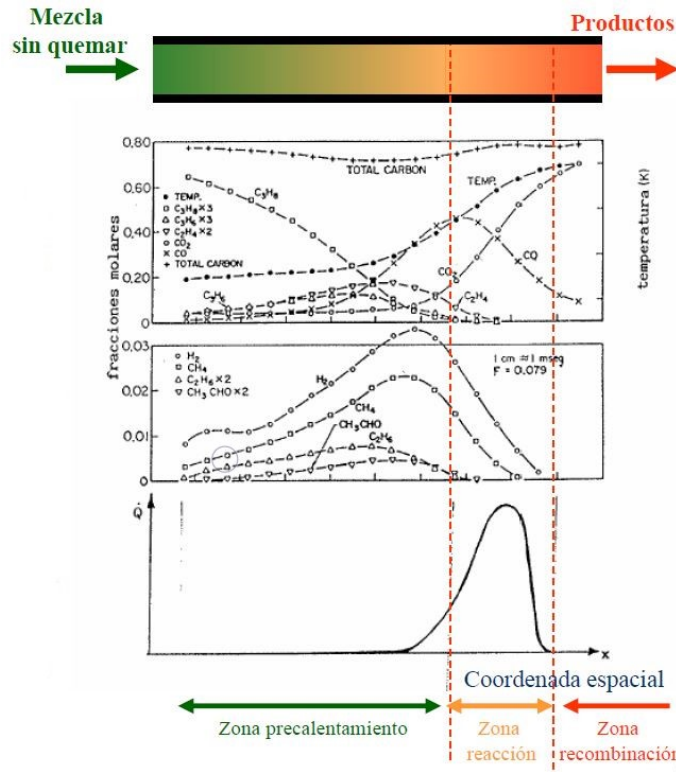 Mezcla
sin quemar
Productos
0,80
0,60
0,40
0,20
0
fracciones molares
temperatura (K)
TOTAL CARBON
TEMP.
C3H8
TEMP.
C3H8 X 3
C3H6 X 3
C2H4 X 2
CO2
CO
TOTAL CARBON
C3H6
CO2
CO
C2H4
0,03
0,02
0,01
0
H2
CH4
C2H6 X 2
CH3CHO X 2
H2
CH4
CH3CHO
C2H6
1 cm ≈ 1 mseg
F = 0.079
Q̇
x
Coordenada espacial
Zona precalentamiento
Zona
reacción
Zona
recombinación